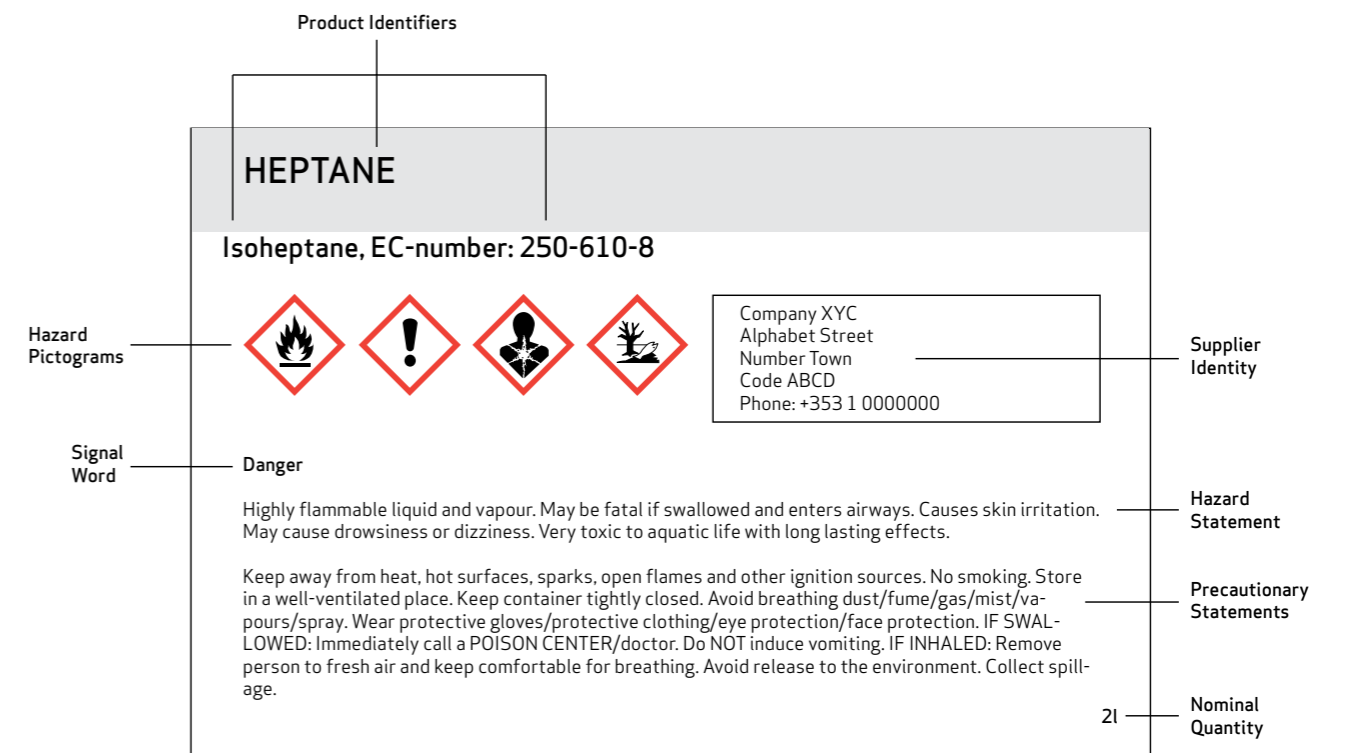 Product Identifiers
HEPTANE
Isoheptane, EC-number: 250-610-8
Hazard
Pictograms
Company XYC
Alphabet Street
Number Town
Code ABCD
Phone: +353 1 0000000
Supplier
Identity
Signal
Word
Danger
Highly flammable liquid and vapour. May be fatal if swallowed and enters airways. Causes skin irritation.
May cause drowsiness or dizziness. Very toxic to aquatic life with long lasting effects.
Hazard
Statement
Keep away from heat, hot surfaces, sparks, open flames and other ignition sources. No smoking. Store
in a well-ventilated place. Keep container tightly closed. Avoid breathing dust/fume/gas/mist/va-
pours/spray. Wear protective gloves/protective clothing/eye protection/face protection. IF SWAL-
LOWED: Immediately call a POISON CENTER/doctor. Do NOT induce vomiting. IF INHALED: Remove
person to fresh air and keep comfortable for breathing. Avoid release to the environment. Collect spill-
age.
Precautionary
Statements
2l
Nominal
Quantity